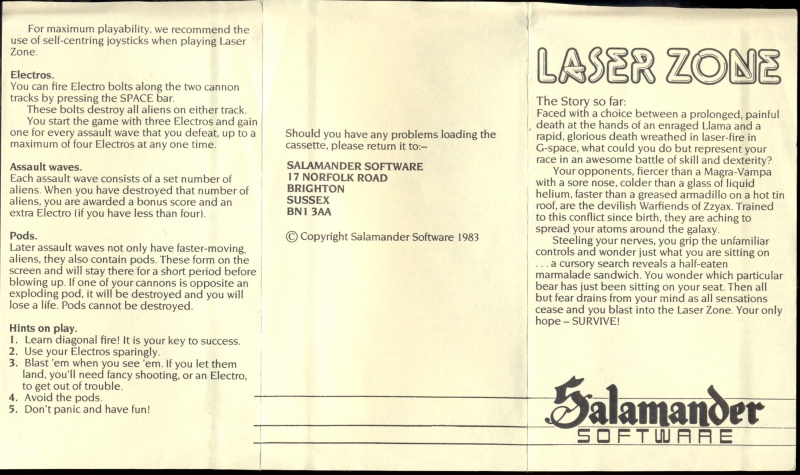 For maximum playability, we recommend the
use of self-centring joysticks when playing Laser
Zone.
Electros.
You can fire Electro bolts along the two cannon
tracks by pressing the SPACE bar.
These bolts destroy all aliens on either track.
You start the game with three Electros and gain
one for every assault wave that you defeat, up to a
maximum of four Electros at any one time.
Assault waves.
Each assault wave consists of a set number of
aliens. When you have destroyed that number of
aliens, you are awarded a bonus score and an
extra Electro (if you have less than four).
Pods.
Later assault waves not only have faster-moving
aliens, they also contain pods. These form on the
screen and will stay there for a short period before
blowing up. If one of your cannons is opposite an
exploding pod, it will be destroyed and you will
lose a life. Pods cannot be destroyed.
Hints on play.
1. Learn diagonal fire! It is your key to success.
2. Use your Electros sparingly.
3. Blast 'em when you see 'em. If you let them
land, you'll need fancy shooting, or an Electro,
to get out of trouble.
4. Avoid the pods.
5. Don't panic and have fun!
Should you have any problems loading the
cassette, please return it to:–
SALAMANDER SOFTWARE
17 NORFOLK ROAD
BRIGHTON
SUSSEX
BN1 3AA
© Copyright Salamander Software 1983
LASER ZONE
The Story so far:
Faced with a choice between a prolonged, painful
death at the hands of an enraged Llama and a
rapid, glorious death wreathed in laser-fire in
G-space, what could you do but represent your
race in an awesome battle of skill and dexterity?
Your opponents, fiercer than a Magra-Vampa
with a sore nose, colder than a glass of liquid
helium, faster than a greased armadillo on a hot tin
roof, are the devilish Warfiends of Zzyax. Trained
to this conflict since birth, they are aching to
spread your atoms around the galaxy.
Steeling your nerves, you grip the unfamiliar
controls and wonder just what you are sitting on
. . . a cursory search reveals a half-eaten
marmalade sandwich. You wonder which particular
bear has just been sitting on your seat. Then all
but fear drains from your mind as all sensations
cease and you blast into the Laser Zone. Your only
hope – SURVIVE!
Salamander
SOFTWARE